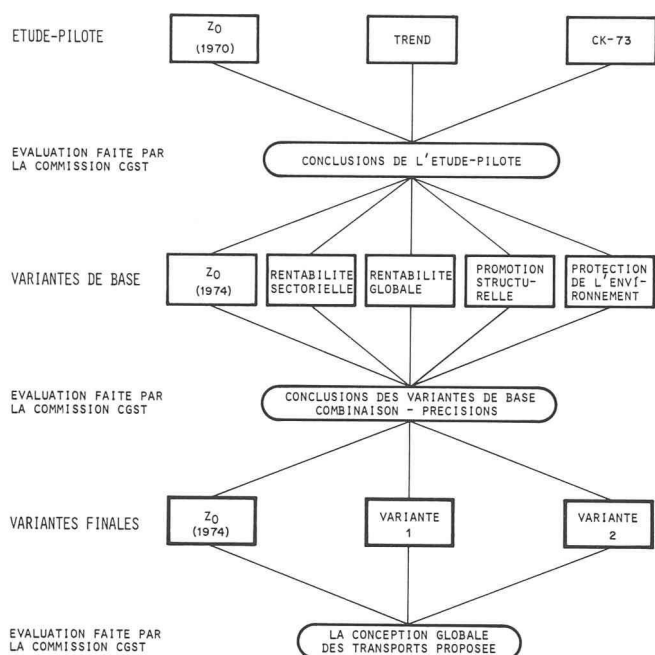 ETUDE-PILOTE
Z0
(1970)
TREND
CK-73
EVALUATION FAITE PAR
LA COMMISSION CGST
CONCLUSIONS DE L'ETUDE-PILOTE
VARIANTES DE BASE
Z0
(1974)
RENTABILITE
SECTORIELLE
RENTABILITE
GLOBALE
PROMOTION
STRUCTU-
RELLE
PROTECTION
DE L'ENVI-
RONNEMENT
EVALUATION FAITE PAR
LA COMMISSION CGST
CONCLUSIONS DES VARIANTES DE BASE
COMBINAISON - PRECISIONS
VARIANTES FINALES
Z0
(1974)
VARIANTE
1
VARIANTE
2
EVALUATION FAITE PAR
LA COMMISSION CGST
LA CONCEPTION GLOBALE
DES TRANSPORTS PROPOSEE